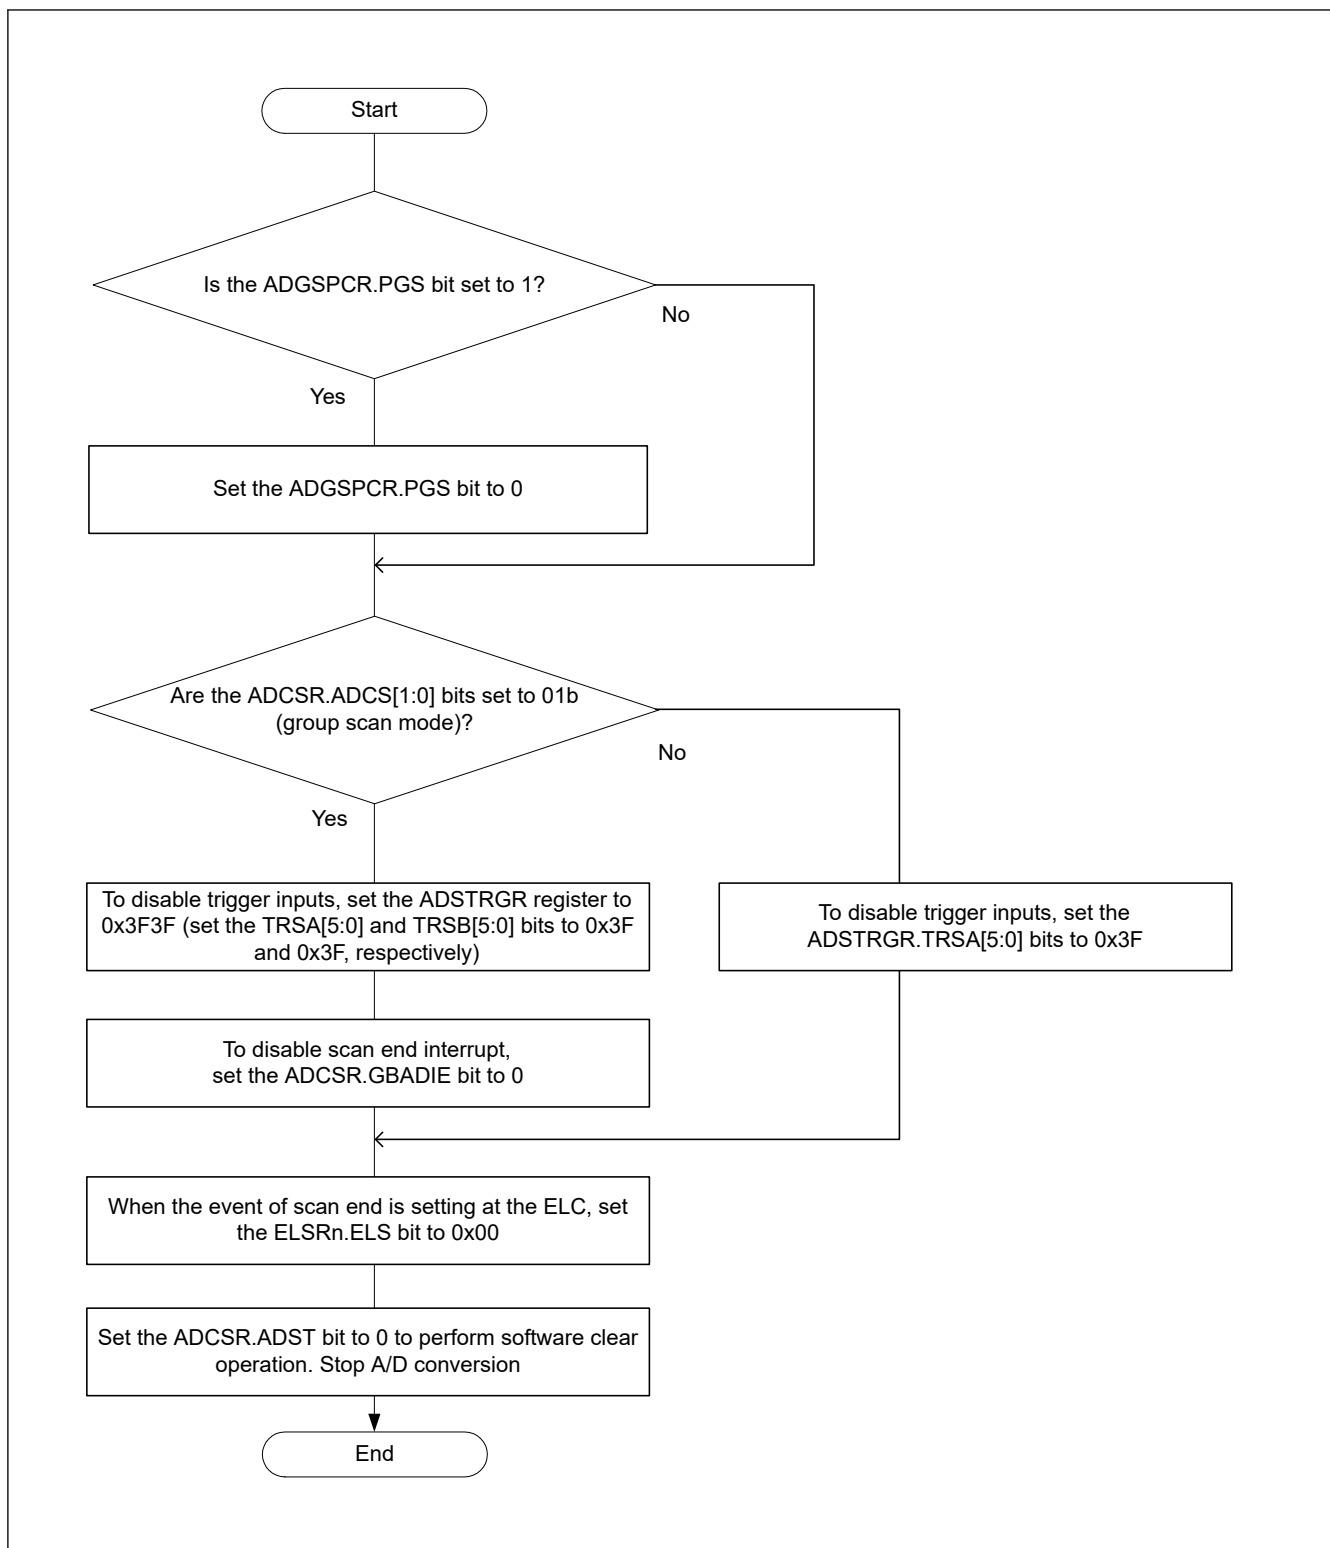 Start
Is the ADGSPCR.PGS bit set to 1?
No
Yes
Set the ADGSPCR.PGS bit to 0
Are the ADCSR.ADCS[1:0] bits set to 01b
(group scan mode)?
No
Yes
To disable trigger inputs, set the ADSTRGR register to
0x3F3F (set the TRSA[5:0] and TRSB[5:0] bits to 0x3F
and 0x3F, respectively)
To disable trigger inputs, set the
ADSTRGR.TRSA[5:0] bits to 0x3F
To disable scan end interrupt,
set the ADCSR.GBADIE bit to 0
When the event of scan end is setting at the ELC, set
the ELSRn.ELS bit to 0x00
Set the ADCSR.ADST bit to 0 to perform software clear
operation. Stop A/D conversion
End